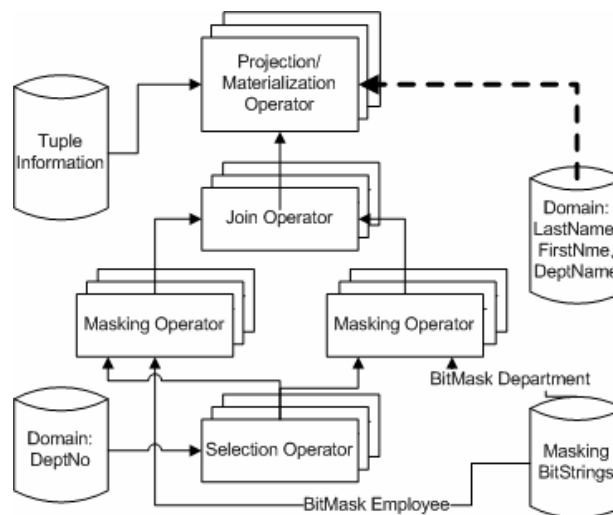 Projection/
Materialization
Operator
Tuple
Information
Join Operator
Domain:
LastName,
FirstNme,
DeptName
Masking Operator
Masking Operator
BitMask Department
Domain:
DeptNo
Selection Operator
Masking
BitStrings
BitMask Employee